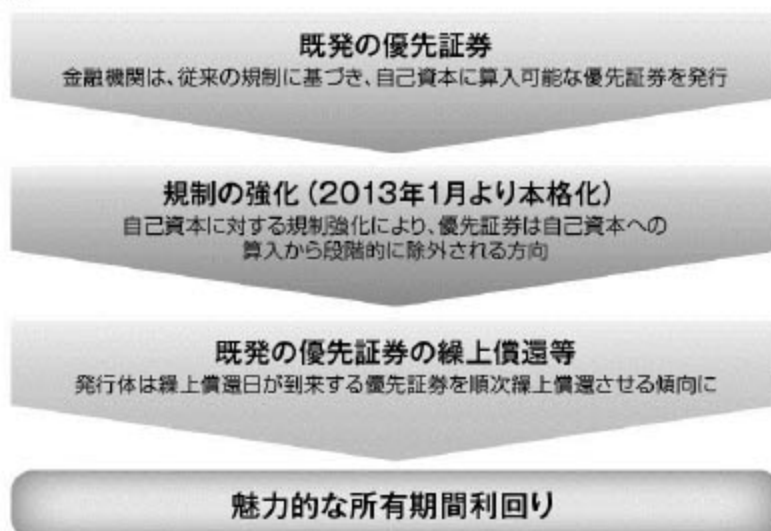 既発の優先証券
金融機関は、従来の規制に基づき、自己資本に算入可能な優先証券を発行
規制の強化（2013年1月より本格化）
自己資本に対する規制強化により、優先証券は自己資本への
算入から段階的に除外される方向
既発の優先証券の繰上償還等
発行体は繰上償還日が到来する優先証券を順次繰上償還させる傾向に
魅力的な所有期間利回り